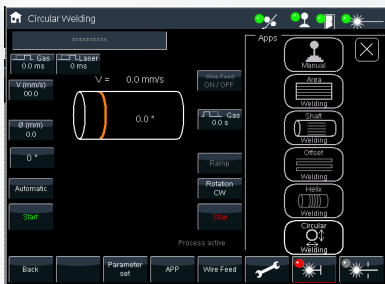 Circular Welding
**********
Apps
Gas
0.0 ms
Laser
0 ms
V (mm/s)
00.0
V = 0.0 mm/s
Wire Feed
ON / OFF
Manual
Area
Welding
Ø (mm)
0.0
0.0 °
Gas
0.0 s
Shaft
Welding
0 °
Ramp
Offset
Welding
Automatic
Rotation
CW
Helix
Welding
Start
Stop
Circular
Welding
Process active
Back
Parameter
set
APP
Wire Feed